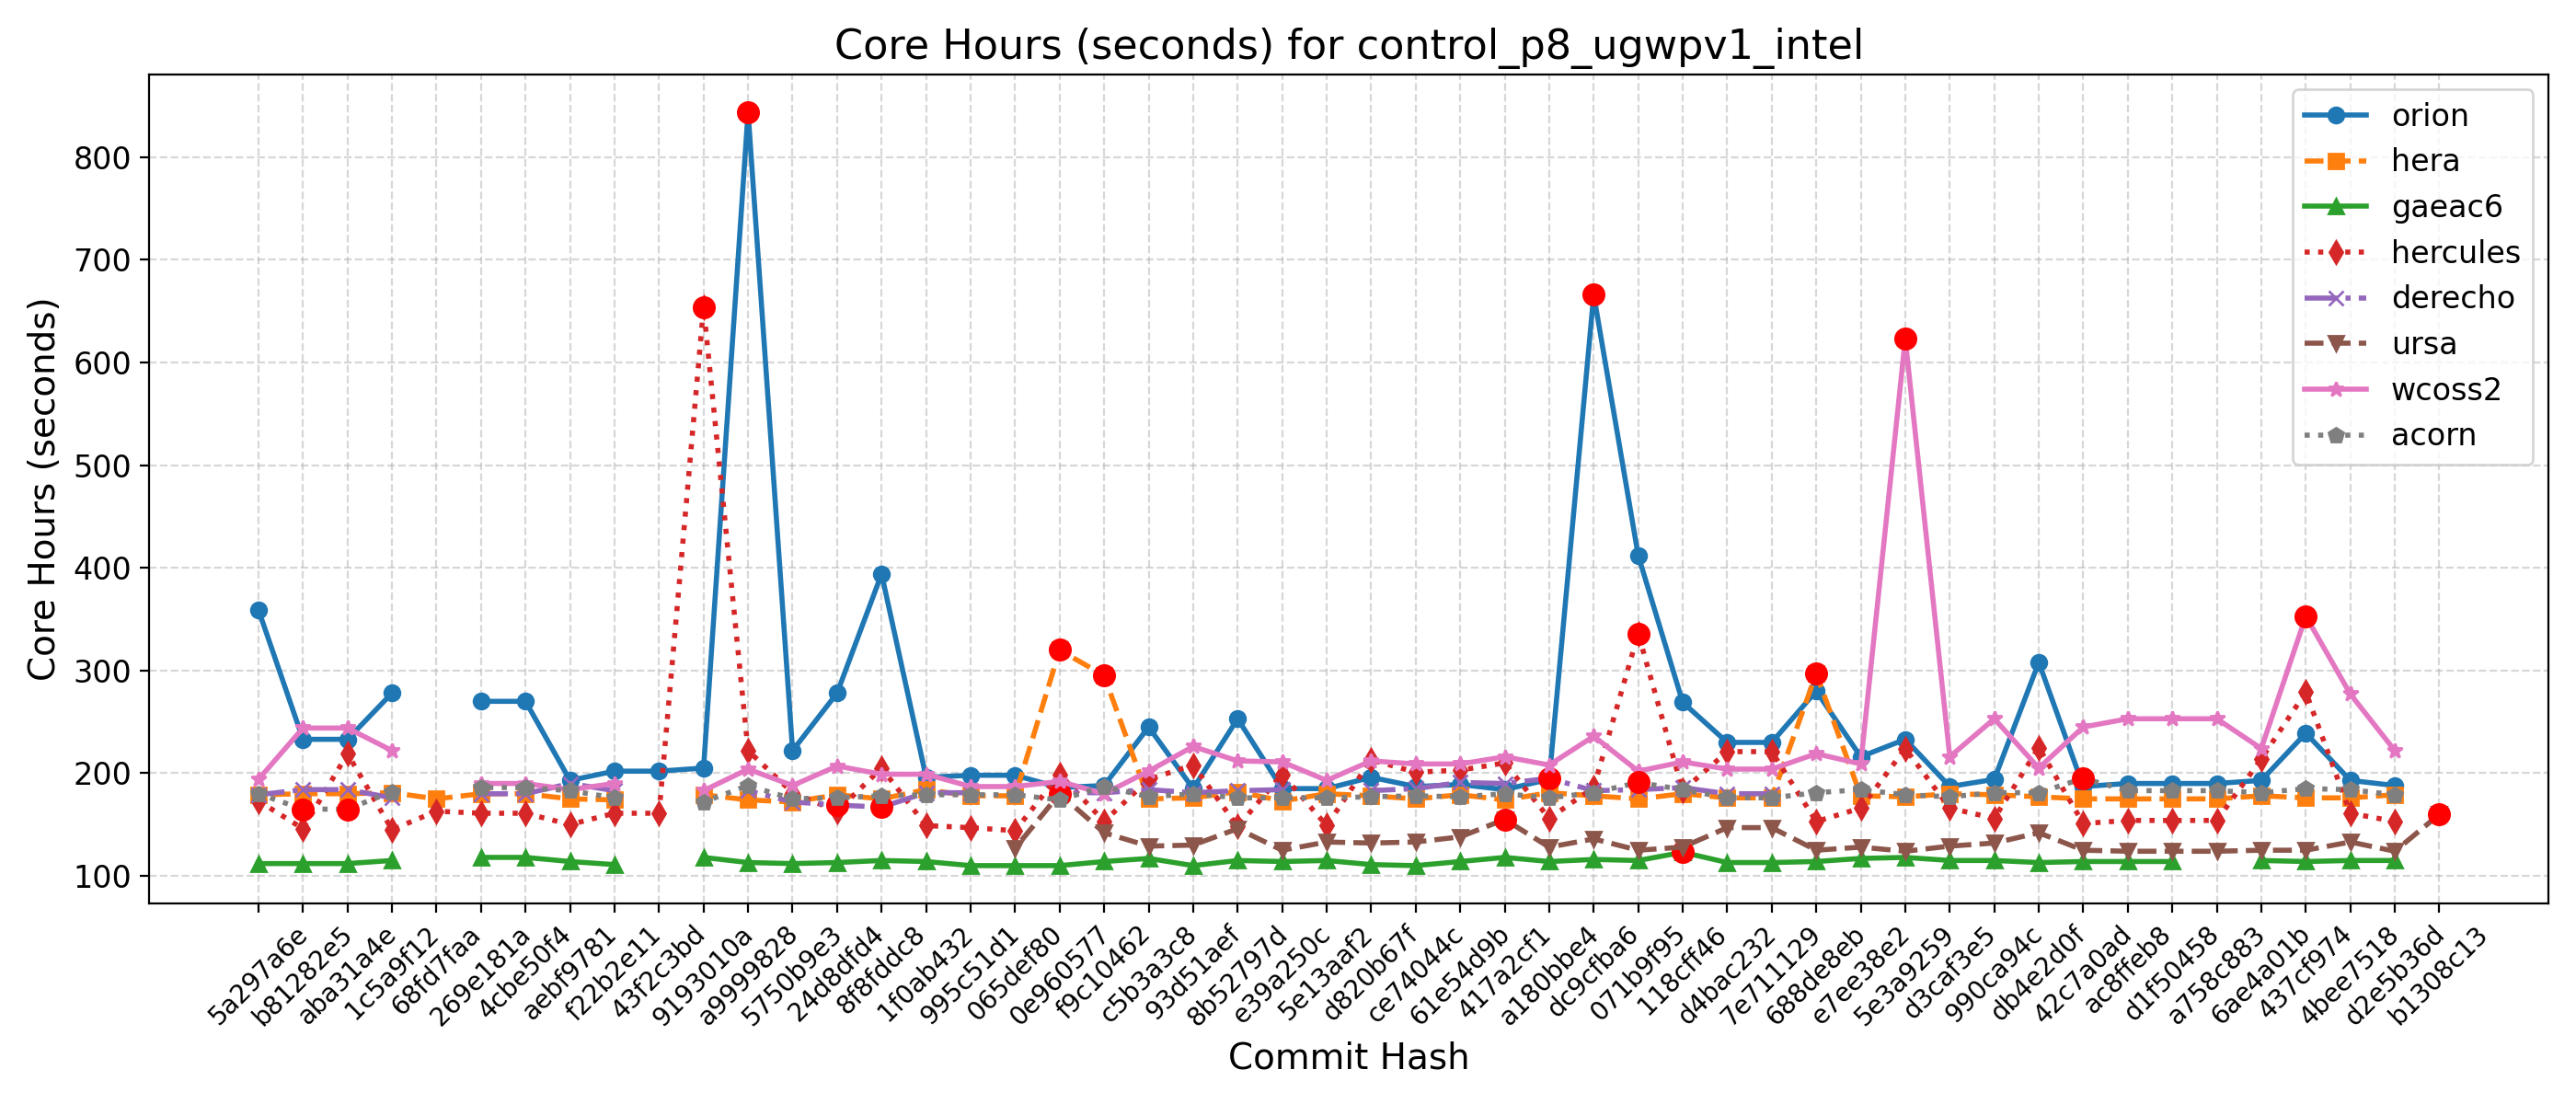 Core Hours (seconds) for control_p8_ugwpv1_intel
Core Hours (seconds)
800
700
600
500
400
300
200
100
orion
hera
gaeac6
hercules
derecho
ursa
wcoss2
acorn
5a297a6e
b81282e5
aba31a4e
1c5a9f12
68fd7faa
269e181a
4cbe50f4
aebf9781
f22b2e11
43f2c3bd
9193010a
a9999828
5750b9e3
24d8dfd4
8f8fddc8
1f0ab432
995c51d1
065def80
0e960577
f9c10462
c5b3a3c8
93d51aef
8b52797d
e39a250c
5e13aaf2
d820b67f
ce74044c
61e54d9b
417a2cf1
a180bbe4
dc9cfba6
071b9f95
118cff46
d4bac232
7e711129
688de8eb
e7ee38e2
5e3a9259
d3caf3e5
990ca94c
db4e2d0f
42c7a0ad
ac8ffeb8
d1f50458
a758c883
6ae4a01b
437cf974
4bee7518
d2e5b36d
b1308c13
Commit Hash